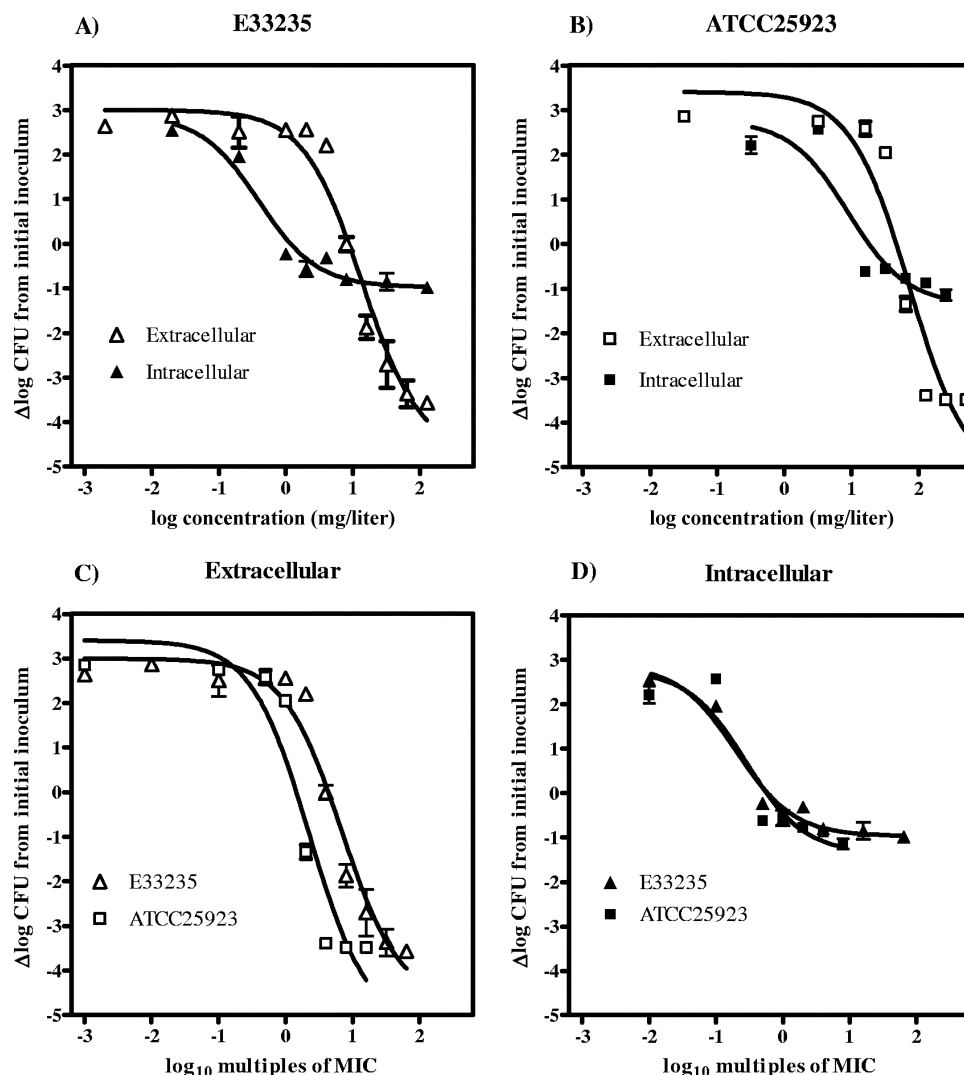 A) E33235
4
3
2
1
0
-1
-2
-3
-4
-5
Δlog CFU from initial inoculum
Extracellular
Intracellular
-3 -2 -1 0 1 2
log concentration (mg/liter)
B) ATCC25923
4
3
2
1
0
-1
-2
-3
-4
-5
Δlog CFU from initial inoculum
Extracellular
Intracellular
-3 -2 -1 0 1 2
log concentration (mg/liter)
C) Extracellular
4
3
2
1
0
-1
-2
-3
-4
-5
Δlog CFU from initial inoculum
E33235
ATCC25923
-3 -2 -1 0 1 2
log10 multiples of MIC
D) Intracellular
4
3
2
1
0
-1
-2
-3
-4
-5
Δlog CFU from initial inoculum
E33235
ATCC25923
-3 -2 -1 0 1 2
log10 multiples of MIC